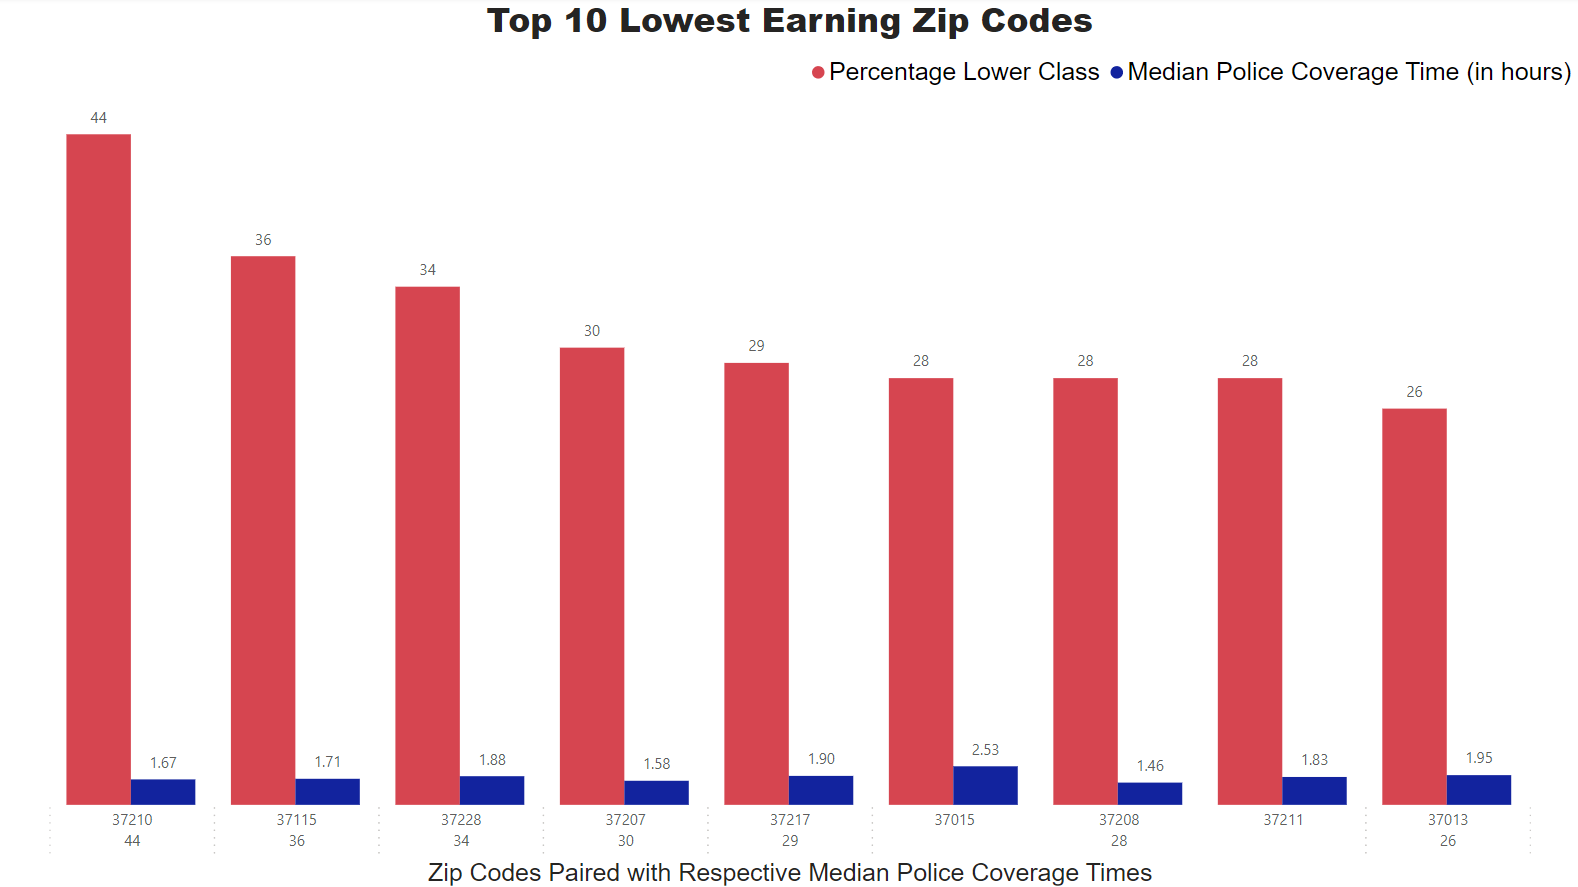 Top 10 Lowest Earning Zip Codes
Percentage Lower Class Median Police Coverage Time (in hours)
44
36
34
30
29
28 28 28
26
2.53
1.67 1.71 1.88 1.58 1.90 1.46 1.83 1.95
37210 37115 37228 37207 37217 37015 37208 37211 37013
44 36 34 30 29 28 26
Zip Codes Paired with Respective Median Police Coverage Times